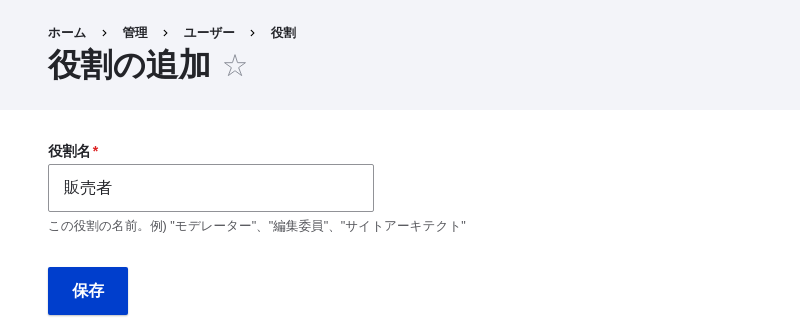 ホーム > 管理 > ユーザー > 役割
役割の追加
役割名*
販売者
この役割の名前。例) "モデレーター"、"編集委員"、"サイトアーキテクト"
保存